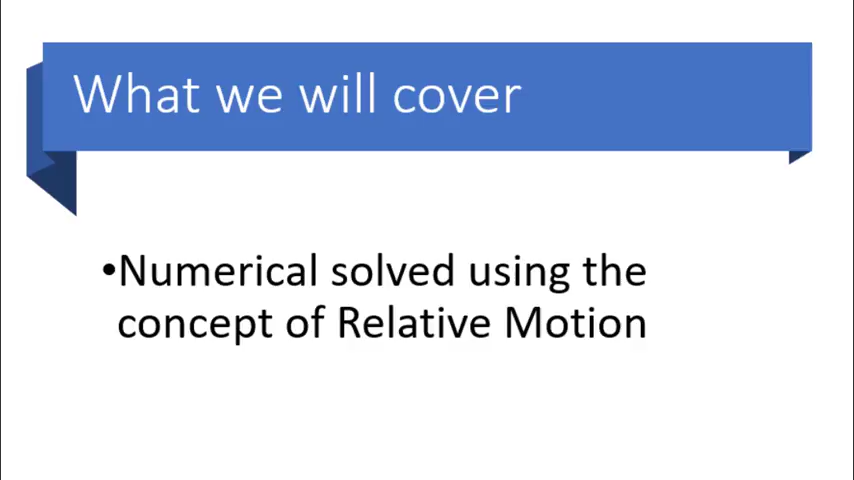 What we will cover
•Numerical solved using the
concept of Relative Motion